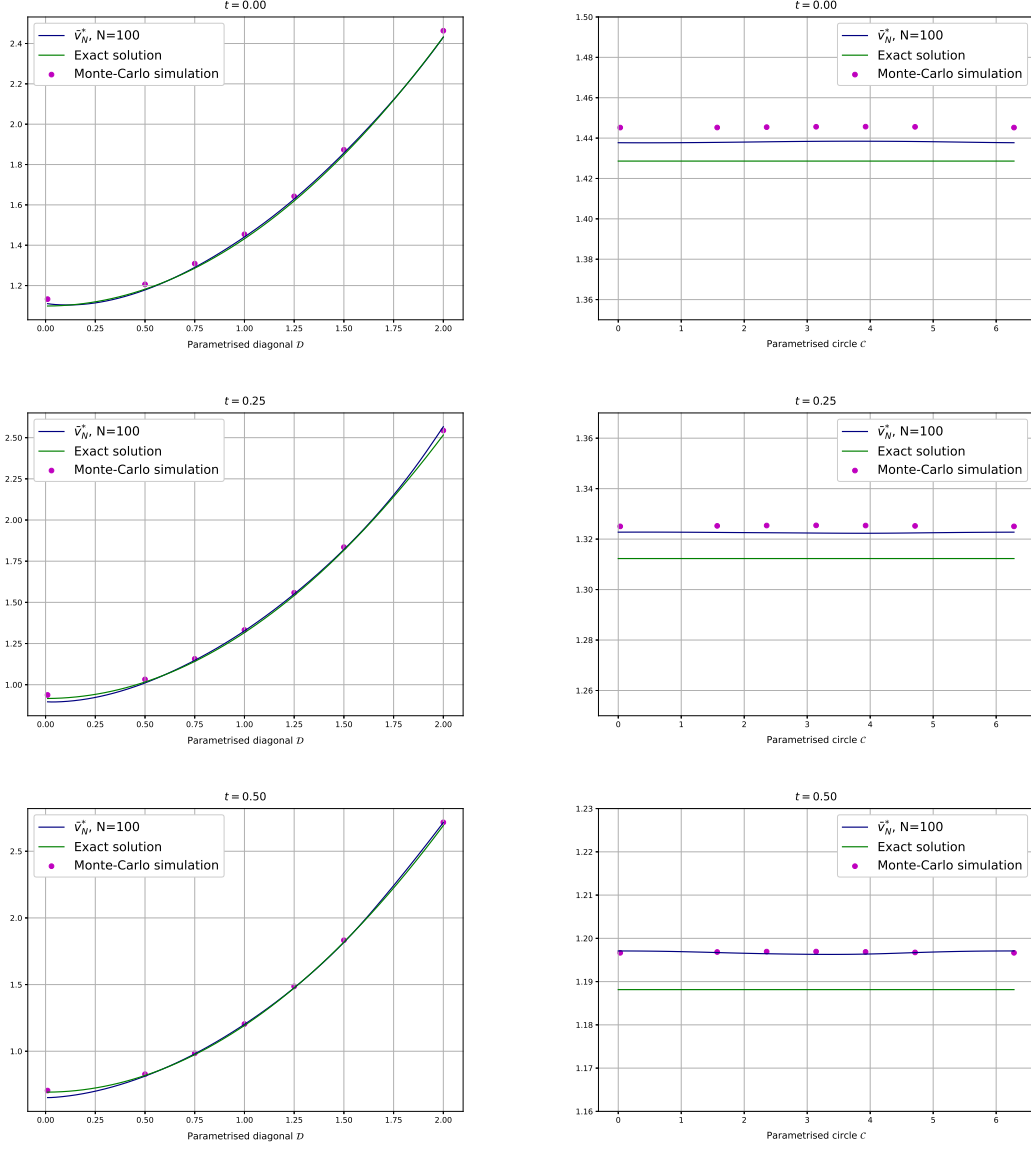 t = 0.00
v̄*_N, N=100
Exact solution
Monte-Carlo simulation
2.4
2.2
2.0
1.8
1.6
1.4
1.2
0.00 0.25 0.50 0.75 1.00 1.25 1.50 1.75 2.00
Parametrised diagonal 𝒟
t = 0.00
v̄*_N, N=100
Exact solution
Monte-Carlo simulation
1.50
1.48
1.46
1.44
1.42
1.40
1.38
1.36
0 1 2 3 4 5 6
Parametrised circle 𝒞
t = 0.25
v̄*_N, N=100
Exact solution
Monte-Carlo simulation
2.50
2.25
2.00
1.75
1.50
1.25
1.00
0.00 0.25 0.50 0.75 1.00 1.25 1.50 1.75 2.00
Parametrised diagonal 𝒟
t = 0.25
v̄*_N, N=100
Exact solution
Monte-Carlo simulation
1.36
1.34
1.32
1.30
1.28
1.26
0 1 2 3 4 5 6
Parametrised circle 𝒞
t = 0.50
v̄*_N, N=100
Exact solution
Monte-Carlo simulation
2.5
2.0
1.5
1.0
0.00 0.25 0.50 0.75 1.00 1.25 1.50 1.75 2.00
Parametrised diagonal 𝒟
t = 0.50
v̄*_N, N=100
Exact solution
Monte-Carlo simulation
1.23
1.22
1.21
1.20
1.19
1.18
1.17
1.16
0 1 2 3 4 5 6
Parametrised circle 𝒞